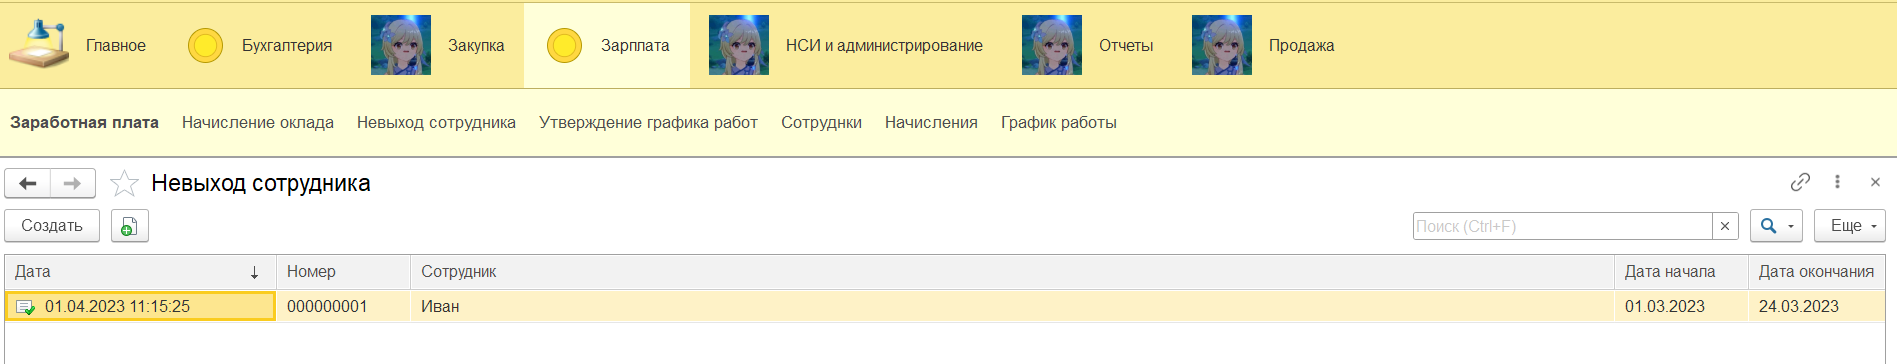 Главное Бухгалтерия Закупка Зарплата НСИ и администрирование Отчеты Продажа
Заработная плата Начисление оклада Невыход сотрудника Утверждение графика работ Сотруднки Начисления График работы
Невыход сотрудника
Создать Поиск (Ctrl+F) Еще
Дата Номер Сотрудник Дата начала Дата окончания
01.04.2023 11:15:25 000000001 Иван 01.03.2023 24.03.2023